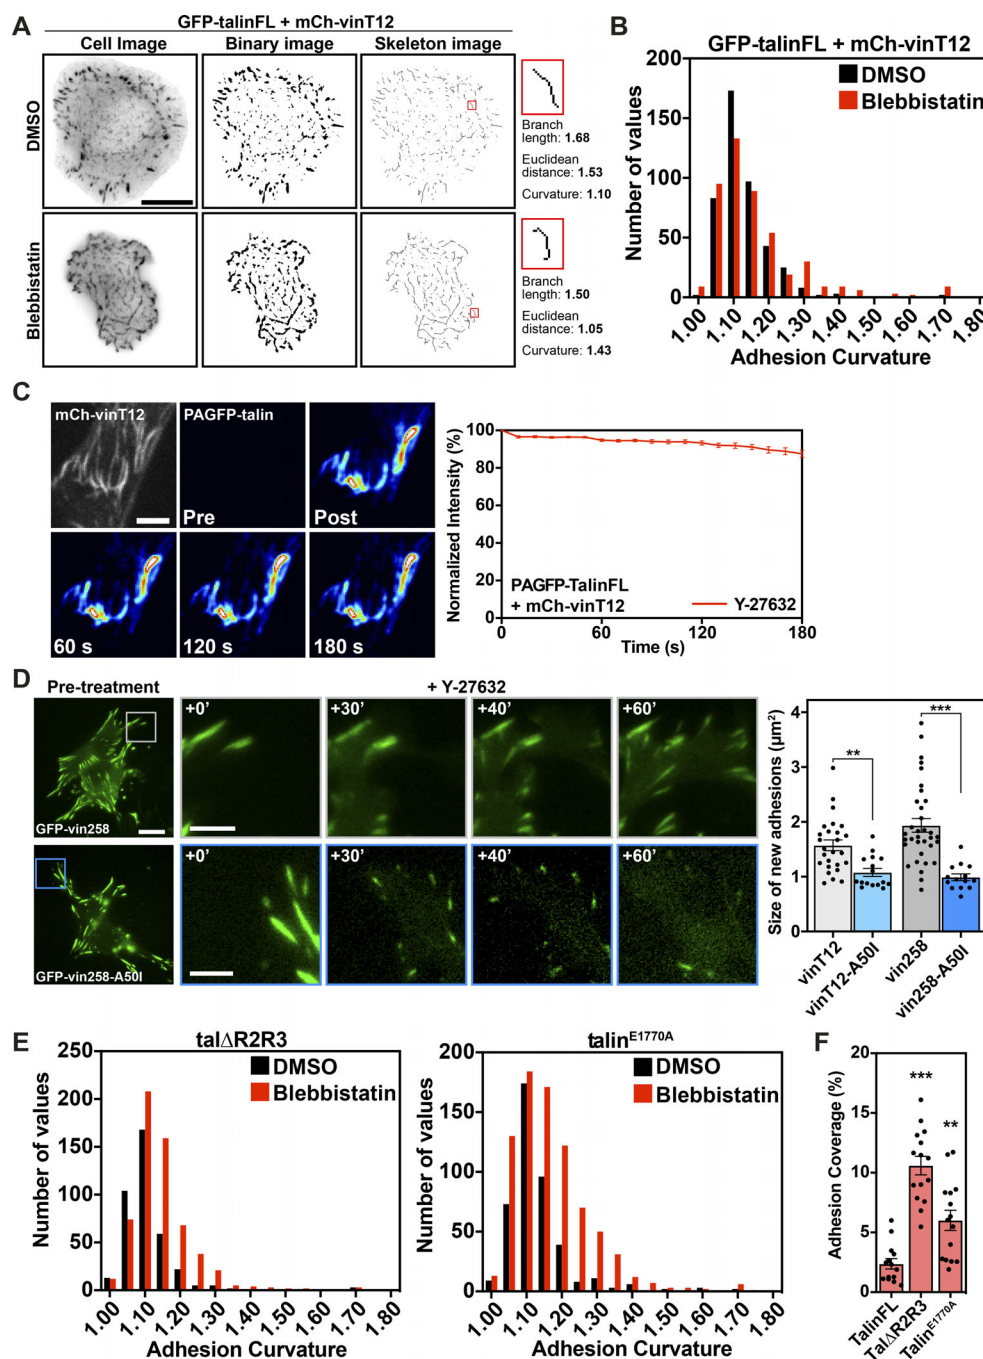 A
GFP-talinFL + mCh-vinT12
Cell Image
Binary image
Skeleton image
DMSO
Branch
length: 1.68
Euclidean
distance: 1.53
Curvature: 1.10
Blebbistatin
Branch
length: 1.50
Euclidean
distance: 1.05
Curvature: 1.43
B
GFP-talinFL + mCh-vinT12
DMSO
Blebbistatin
Number of values
200
150
100
50
0
1.00
1.10
1.20
1.30
1.40
1.50
1.60
1.70
1.80
Adhesion Curvature
C
mCh-vinT12
PAGFP-talin
Pre
Post
60 s
120 s
180 s
Normalized Intensity (%)
100
80
60
40
20
0
PAGFP-TalinFL
+ mCh-vinT12
Y-27632
0
60
120
180
Time (s)
D
Pre-treatment
+ Y-27632
GFP-vin258
+0'
+30'
+40'
+60'
GFP-vin258-A50I
+0'
+30'
+40'
+60'
Size of new adhesions (µm²)
4
3
2
1
0
**
***
vinT12
vinT12-A50I
vin258
vin258-A50I
E
talΔR2R3
DMSO
Blebbistatin
Number of values
250
200
150
100
50
0
1.00
1.10
1.20
1.30
1.40
1.50
1.60
1.70
1.80
Adhesion Curvature
talinE1770A
DMSO
Blebbistatin
Number of values
200
150
100
50
0
1.00
1.10
1.20
1.30
1.40
1.50
1.60
1.70
1.80
Adhesion Curvature
F
Adhesion Coverage (%)
20
15
10
5
0
***
**
TalinFL
TalΔR2R3
TalinE1770A